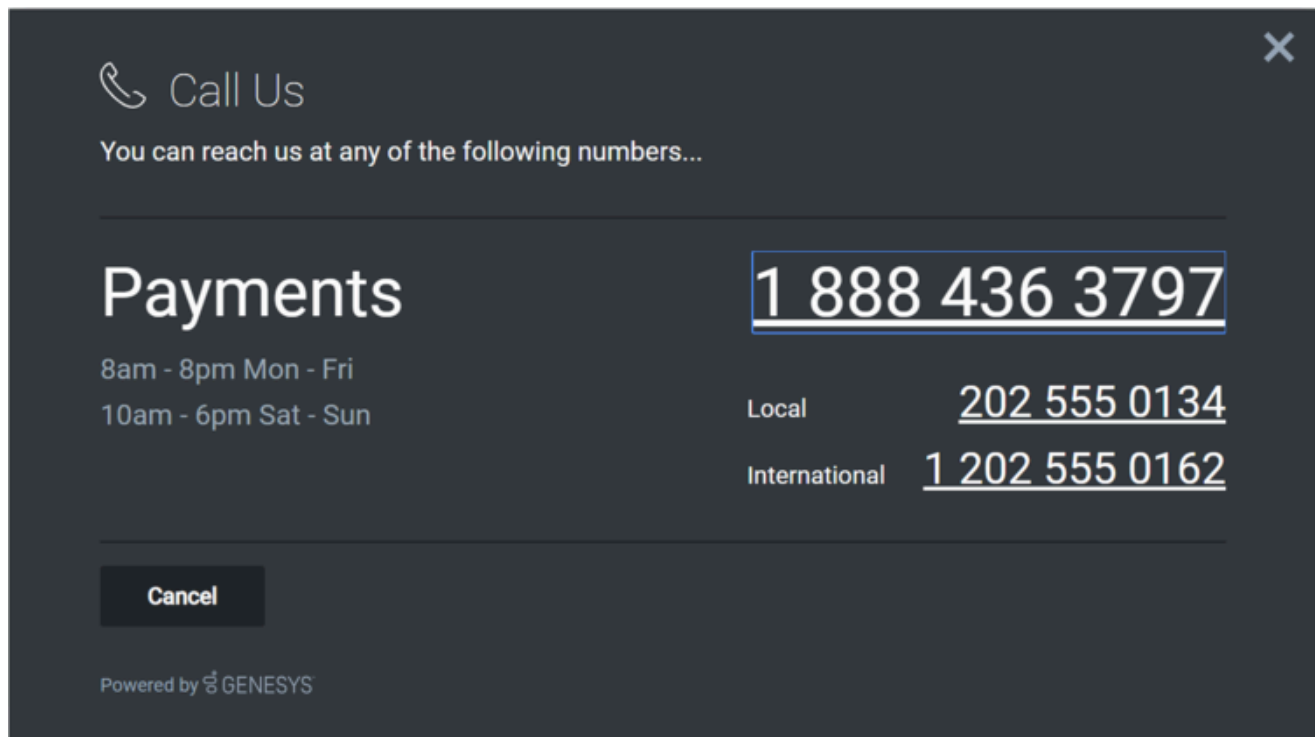 Call Us
You can reach us at any of the following numbers...
Payments
1 888 436 3797
8am - 8pm Mon - Fri
10am - 6pm Sat - Sun
Local 202 555 0134
International 1 202 555 0162
Cancel
Powered by GENESYS